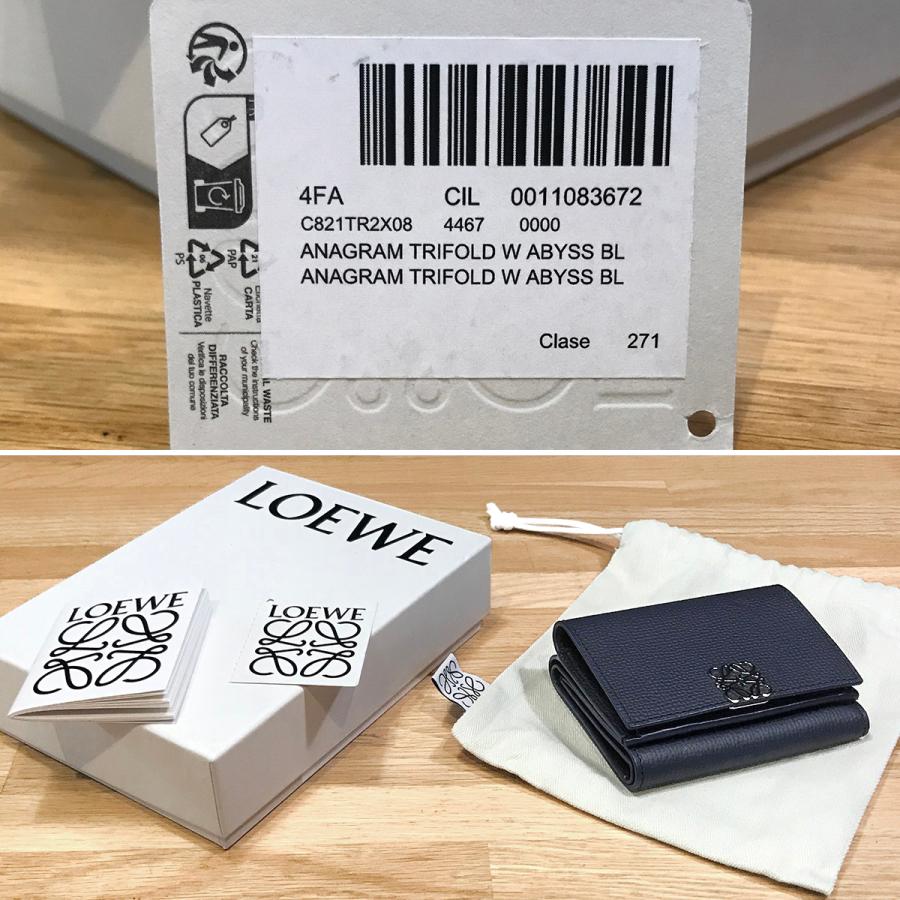 4FA CIL 0011083672
C821TR2X08 4467 0000
ANAGRAM TRIFOLD W ABYSS BL
ANAGRAM TRIFOLD W ABYSS BL
Clase 271
21
PAP
CARTA
06
PS
Navette
PLASTICA
Check the instructions
of your municipality
RACCOLTA
DIFFERENZIATA
Verifica le disposizioni
del tuo comune
LOEWE
LOEWE
LOEWE